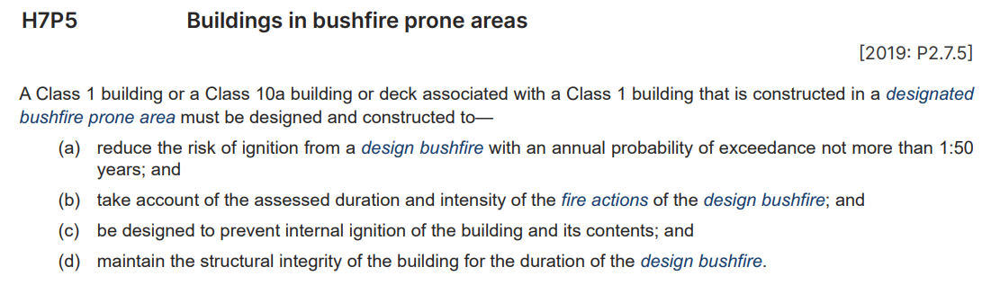 H7P5 Buildings in bushfire prone areas
[2019: P2.7.5]
A Class 1 building or a Class 10a building or deck associated with a Class 1 building that is constructed in a designated
bushfire prone area must be designed and constructed to—
(a) reduce the risk of ignition from a design bushfire with an annual probability of exceedance not more than 1:50
years; and
(b) take account of the assessed duration and intensity of the fire actions of the design bushfire; and
(c) be designed to prevent internal ignition of the building and its contents; and
(d) maintain the structural integrity of the building for the duration of the design bushfire.